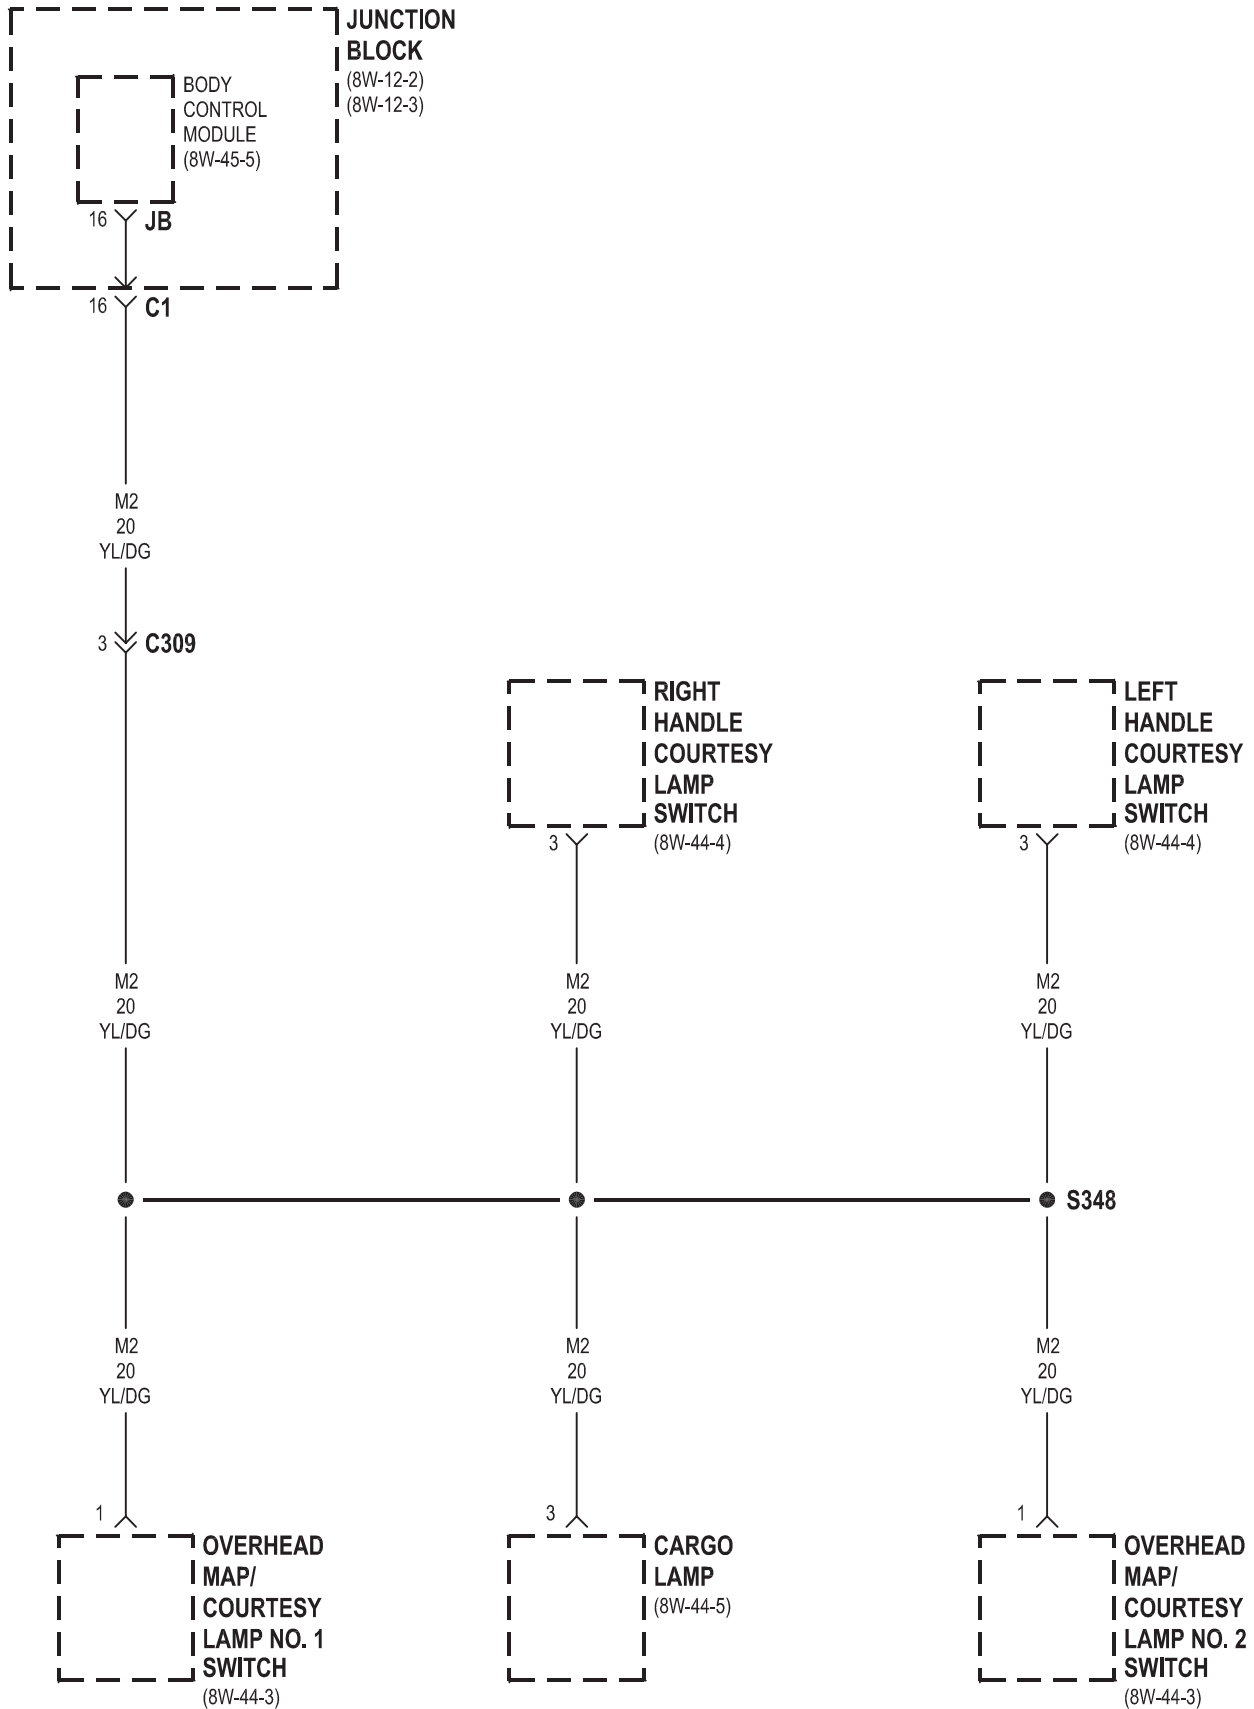 JUNCTION
BLOCK
(8W-12-2)
(8W-12-3)
BODY
CONTROL
MODULE
(8W-45-5)
16
JB
16
C1
M2
20
YL/DG
3
C309
RIGHT
HANDLE
COURTESY
LAMP
SWITCH
(8W-44-4)
3
LEFT
HANDLE
COURTESY
LAMP
SWITCH
(8W-44-4)
3
M2
20
YL/DG
M2
20
YL/DG
M2
20
YL/DG
S348
M2
20
YL/DG
M2
20
YL/DG
M2
20
YL/DG
1
OVERHEAD
MAP/
COURTESY
LAMP NO. 1
SWITCH
(8W-44-3)
3
CARGO
LAMP
(8W-44-5)
1
OVERHEAD
MAP/
COURTESY
LAMP NO. 2
SWITCH
(8W-44-3)